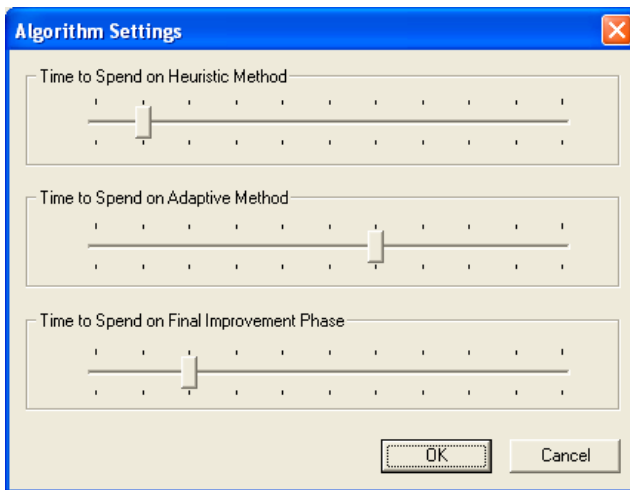 Algorithm Settings
Time to Spend on Heuristic Method
Time to Spend on Adaptive Method
Time to Spend on Final Improvement Phase
OK
Cancel